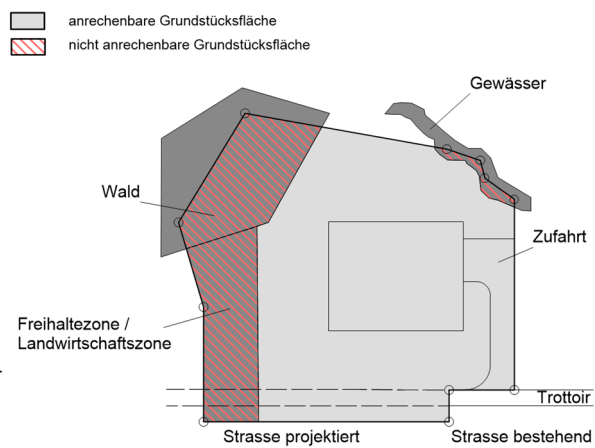 anrechenbare Grundstücksfläche
nicht anrechenbare Grundstücksfläche
Gewässer
Wald
Zufahrt
Freihaltezone /
Landwirtschaftszone
Trottoir
Strasse projektiert
Strasse bestehend